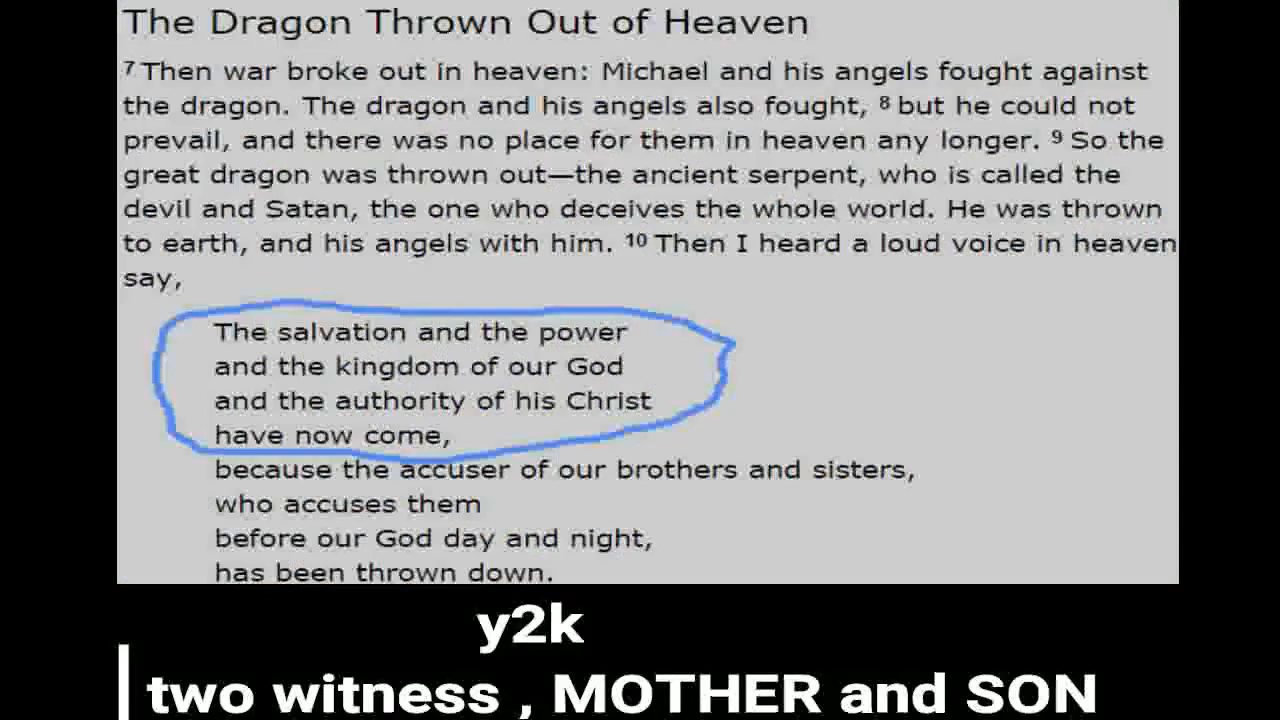 The Dragon Thrown Out of Heaven
7 Then war broke out in heaven: Michael and his angels fought against
the dragon. The dragon and his angels also fought, 8 but he could not
prevail, and there was no place for them in heaven any longer. 9 So the
great dragon was thrown out—the ancient serpent, who is called the
devil and Satan, the one who deceives the whole world. He was thrown
to earth, and his angels with him. 10 Then I heard a loud voice in heaven
say,
The salvation and the power
and the kingdom of our God
and the authority of his Christ
have now come,
because the accuser of our brothers and sisters,
who accuses them
before our God day and night,
has been thrown down.
y2k
two witness , MOTHER and SON